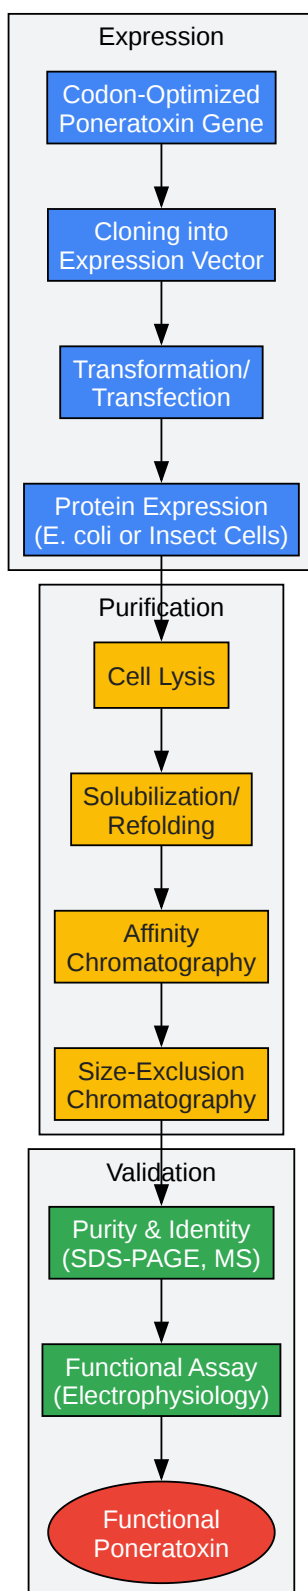 Expression
Codon-Optimized
Poneratoxin Gene
Cloning into
Expression Vector
Transformation/
Transfection
Protein Expression
(E. coli or Insect Cells)
Purification
Cell Lysis
Solubilization/
Refolding
Affinity
Chromatography
Size-Exclusion
Chromatography
Validation
Purity & Identity
(SDS-PAGE, MS)
Functional Assay
(Electrophysiology)
Functional
Poneratoxin